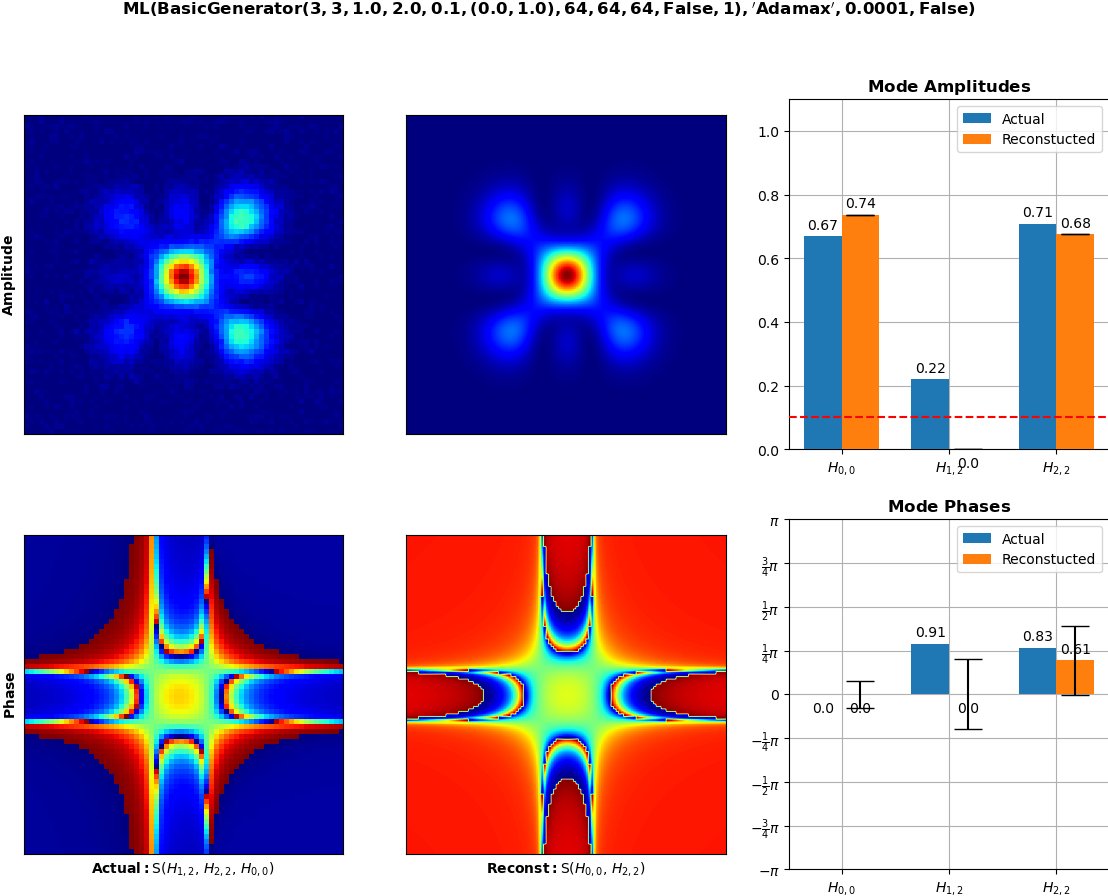 ML(BasicGenerator(3, 3, 1.0, 2.0, 0.1, (0.0, 1.0), 64, 64, 64, False, 1), ′Adamax′, 0.0001, False)
Amplitude
Mode Amplitudes
Actual
Reconstucted
1.0
0.8
0.6
0.4
0.2
0.0
0.67
0.74
0.22
0.0
0.71
0.68
H0,0
H1,2
H2,2
Phase
Actual: S(H1,2, H2,2, H0,0)
Reconst: S(H0,0, H2,2)
Mode Phases
Actual
Reconstucted
π
3/4π
1/2π
1/4π
0
−1/4π
−1/2π
−3/4π
−π
0.0
0.0
0.91
0.0
0.83
0.61
H0,0
H1,2
H2,2